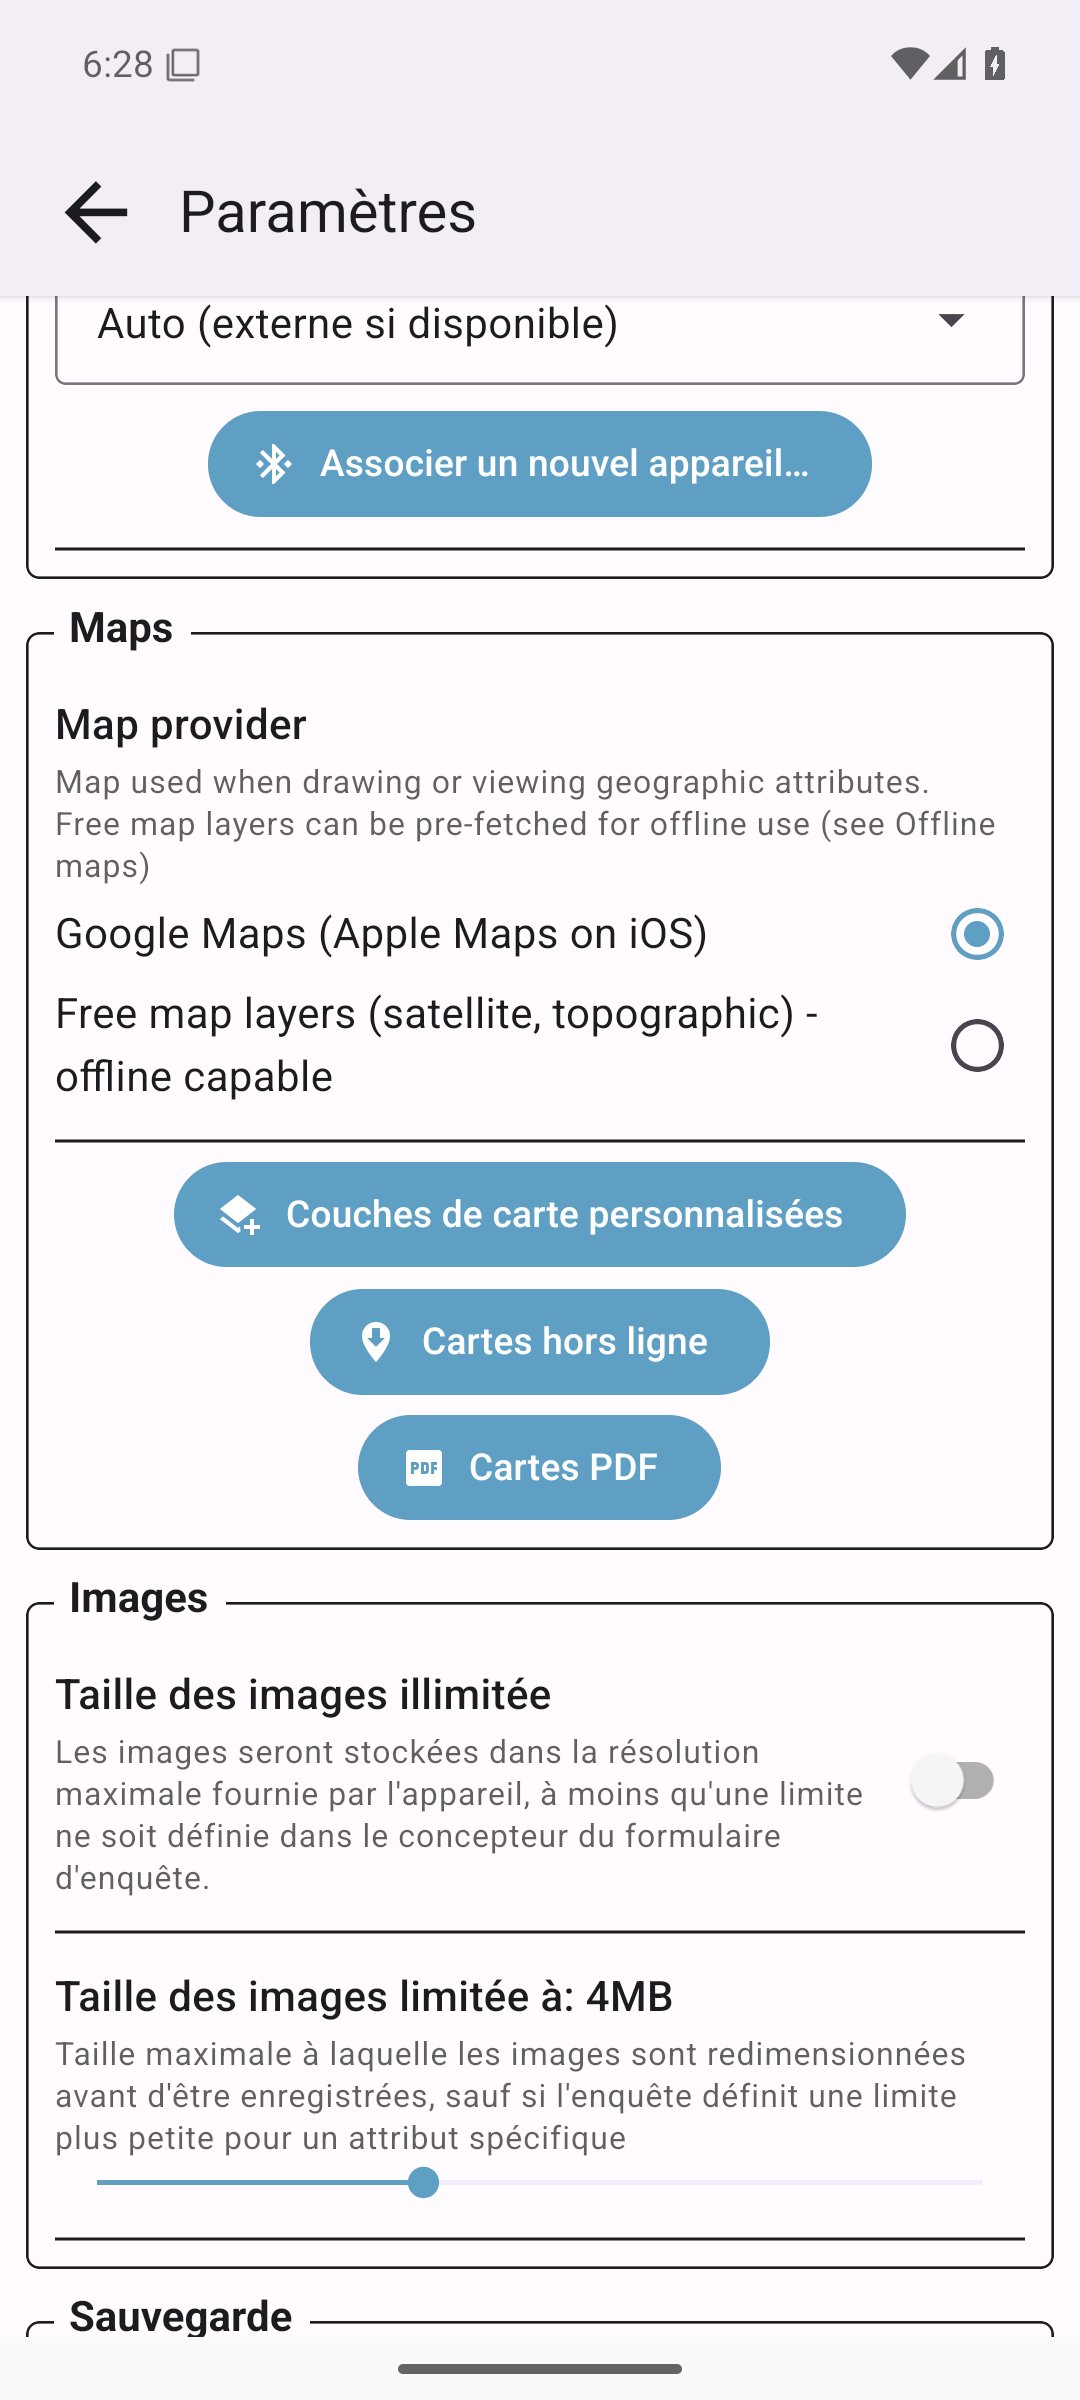 6:28
Paramètres
Auto (externe si disponible)
Associer un nouvel appareil...
Maps
Map provider
Map used when drawing or viewing geographic attributes.
Free map layers can be pre-fetched for offline use (see Offline
maps)
Google Maps (Apple Maps on iOS)
Free map layers (satellite, topographic) -
offline capable
Couches de carte personnalisées
Cartes hors ligne
PDF Cartes PDF
Images
Taille des images illimitée
Les images seront stockées dans la résolution
maximale fournie par l'appareil, à moins qu'une limite
ne soit définie dans le concepteur du formulaire
d'enquête.
Taille des images limitée à: 4MB
Taille maximale à laquelle les images sont redimensionnées
avant d'être enregistrées, sauf si l'enquête définit une limite
plus petite pour un attribut spécifique
Sauvegarde